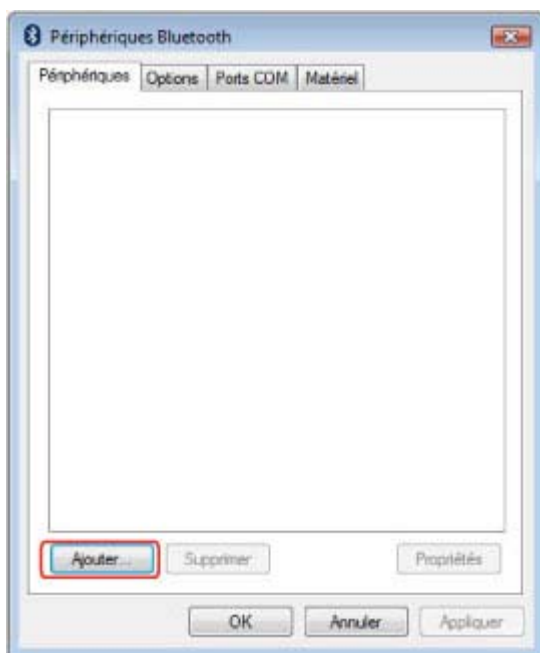 Périphériques Bluetooth
Périphériques Options Ports COM Matériel
Ajouter... Supprimer Propriétés
OK Annuler Appliquer